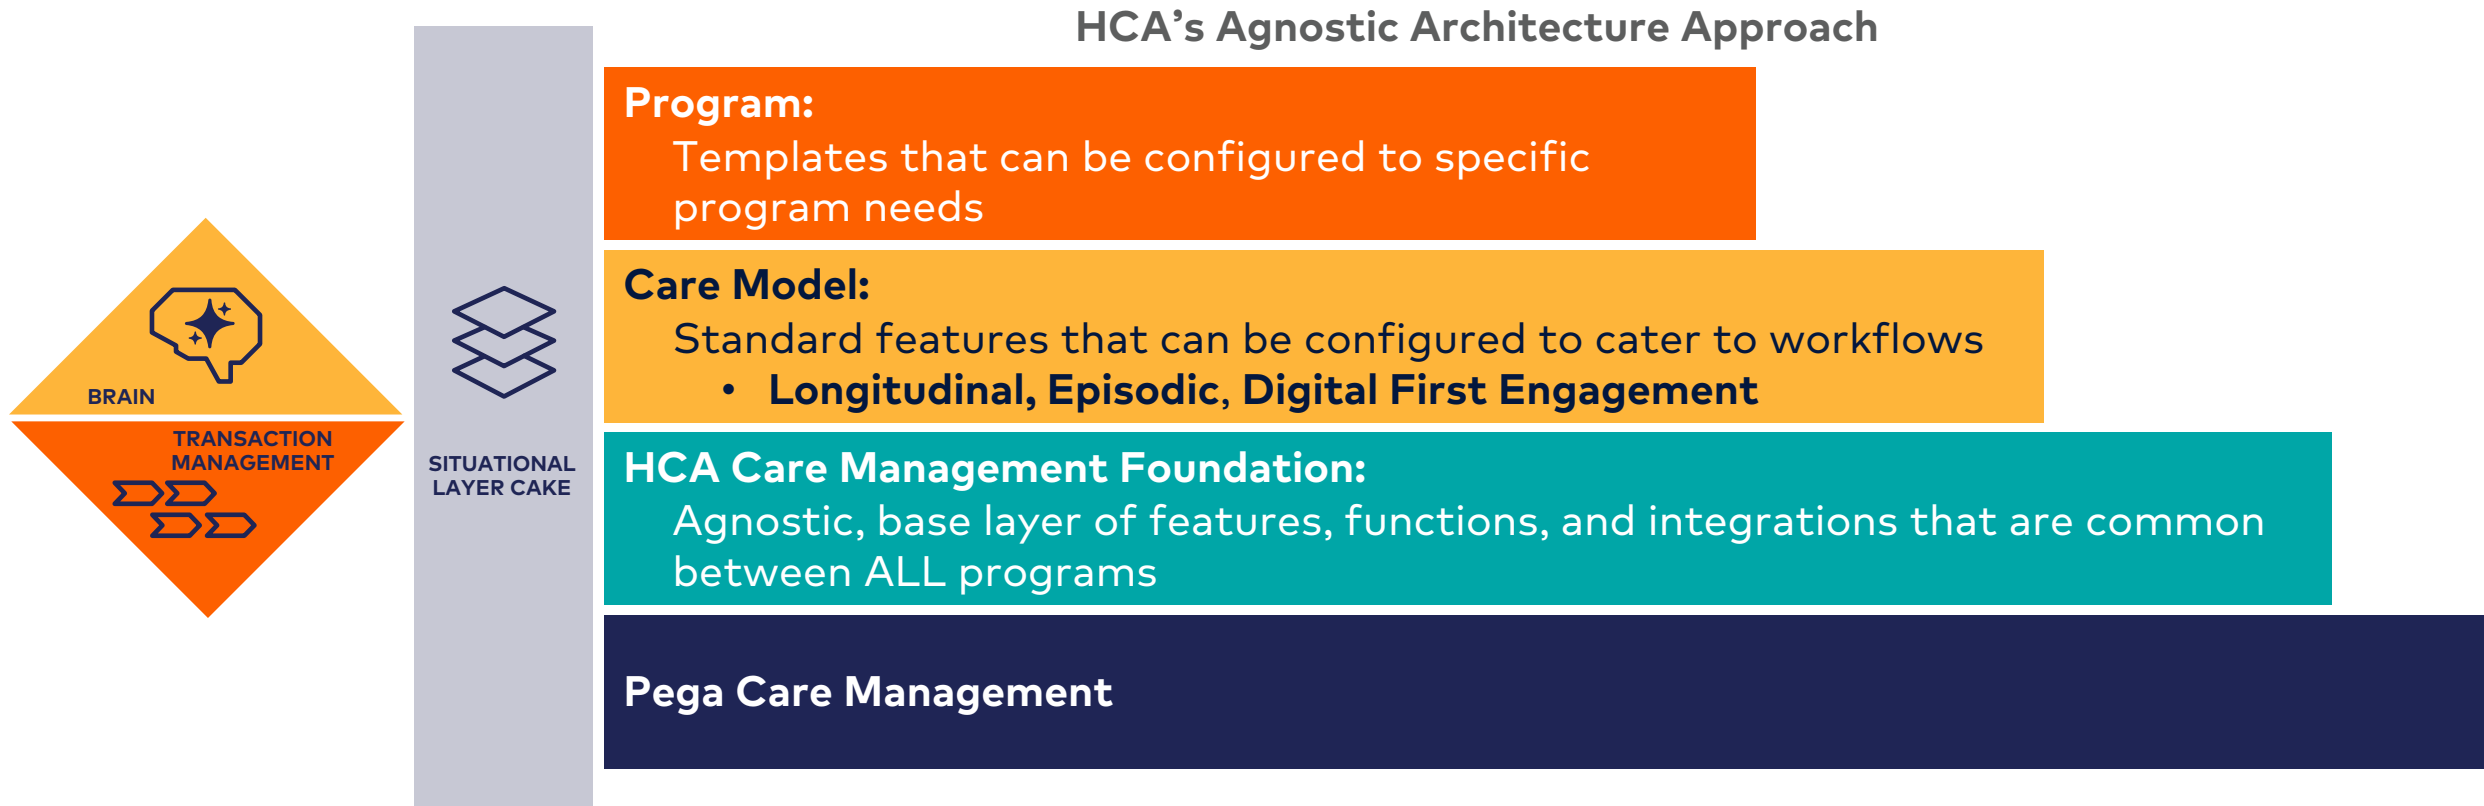 HCA’s Agnostic Architecture Approach
Program:
Templates that can be configured to specific
program needs
Care Model:
Standard features that can be configured to cater to workflows
• Longitudinal, Episodic, Digital First Engagement
HCA Care Management Foundation:
Agnostic, base layer of features, functions, and integrations that are common
between ALL programs
Pega Care Management
BRAIN
TRANSACTION
MANAGEMENT
SITUATIONAL
LAYER CAKE